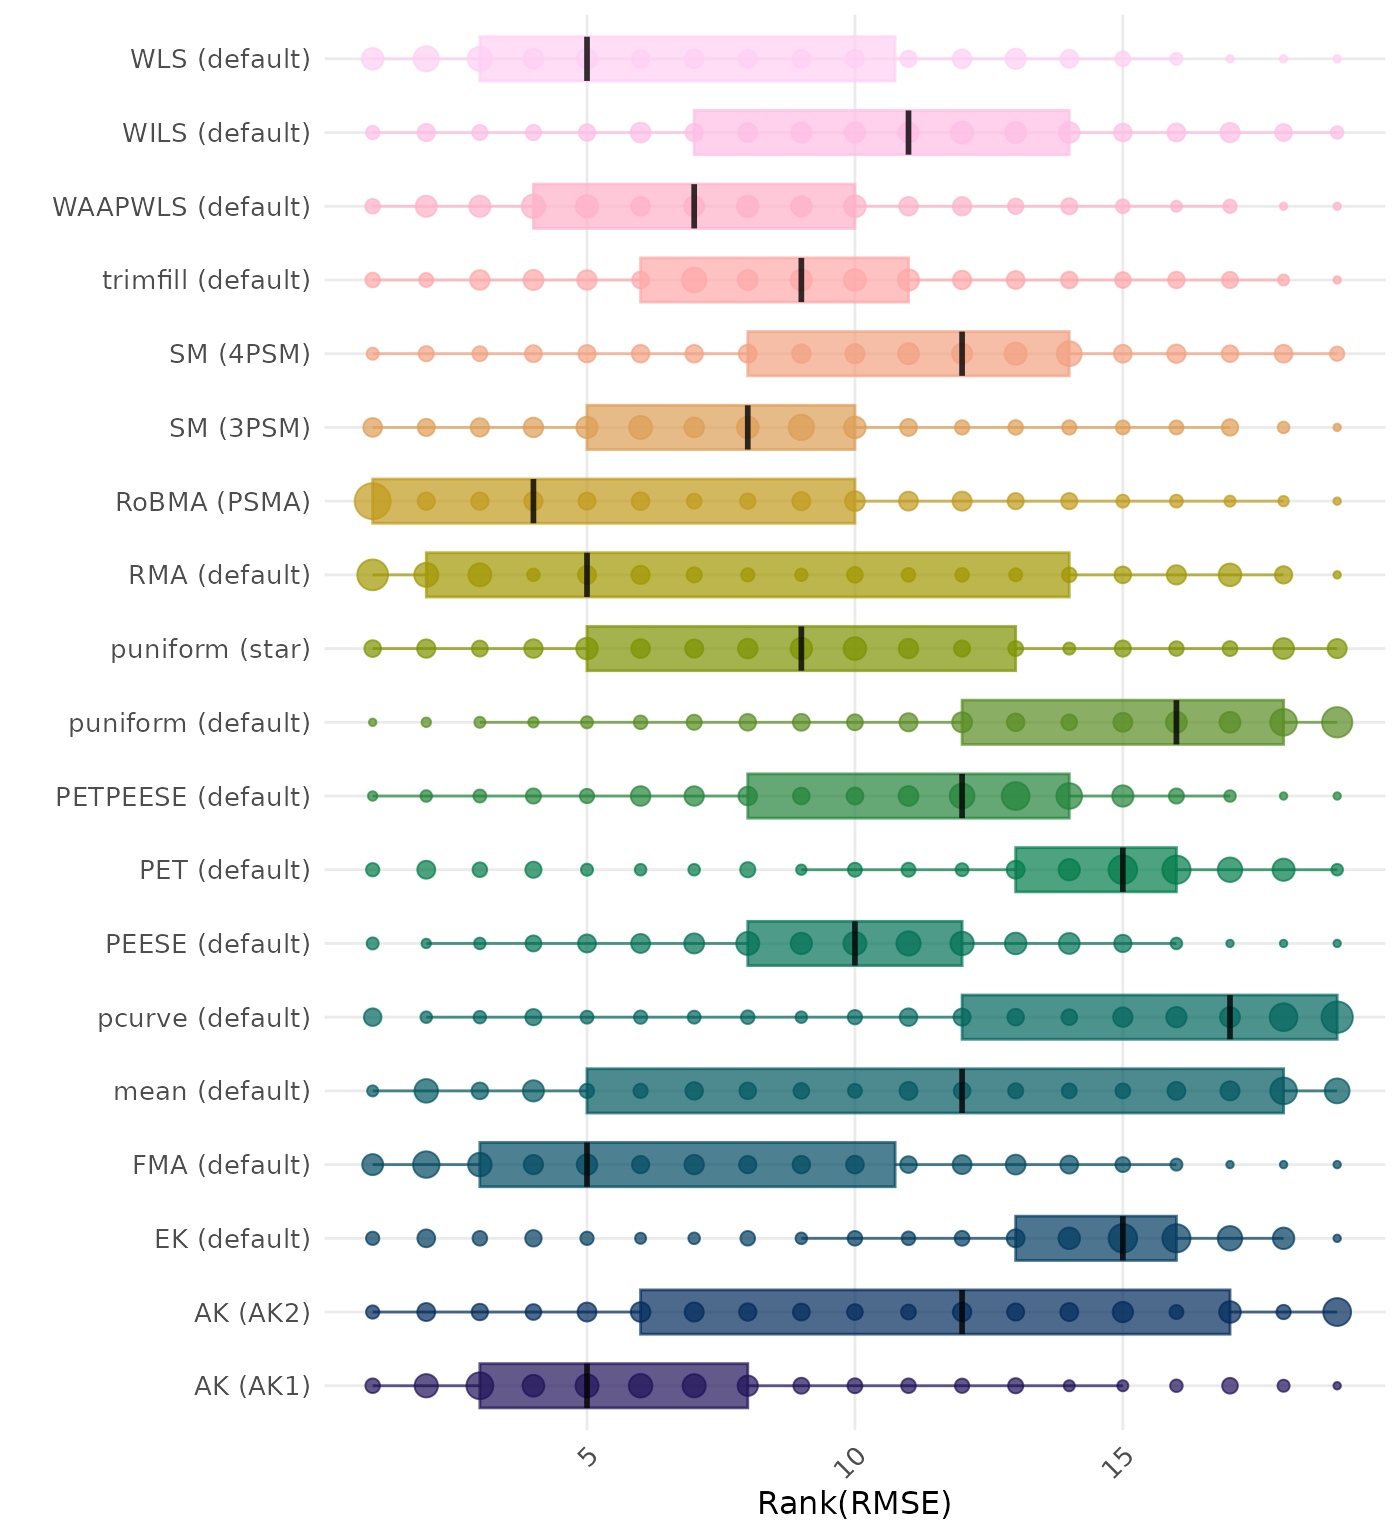 WLS (default)
WILS (default)
WAAPWLS (default)
trimfill (default)
SM (4PSM)
SM (3PSM)
RoBMA (PSMA)
RMA (default)
puniform (star)
puniform (default)
PETPEESE (default)
PET (default)
PEESE (default)
pcurve (default)
mean (default)
FMA (default)
EK (default)
AK (AK2)
AK (AK1)
5 10 15
Rank(RMSE)